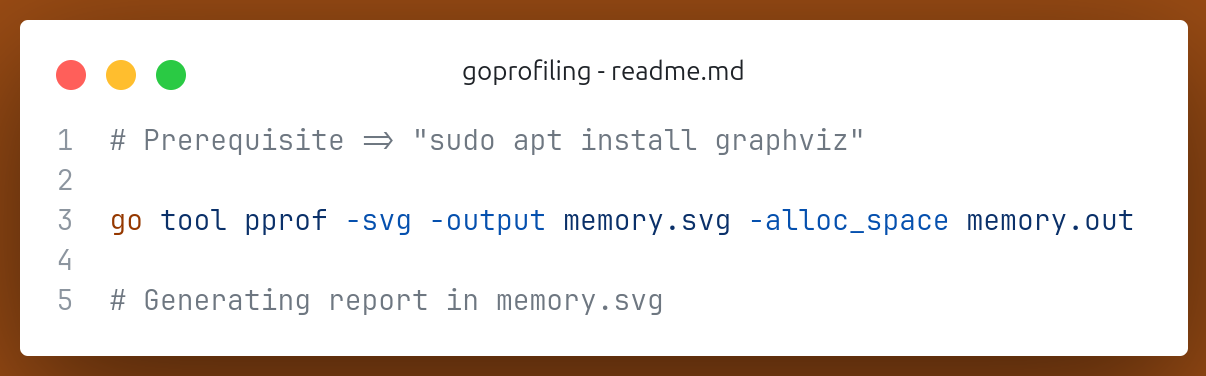 goprofiling - readme.md
1 # Prerequisite => "sudo apt install graphviz"
2
3 go tool pprof -svg -output memory.svg -alloc_space memory.out
4
5 # Generating report in memory.svg